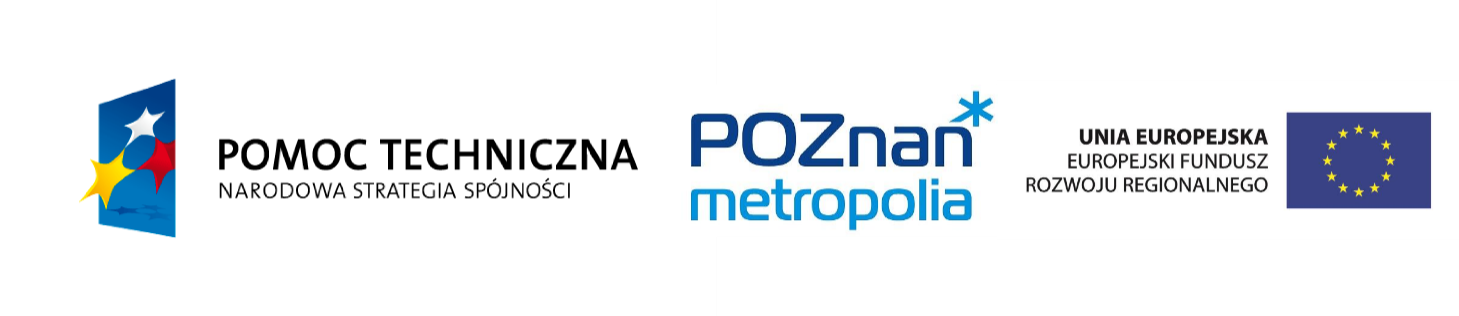 POMOC TECHNICZNA
NARODOWA STRATEGIA SPÓJNOŚCI
POZnań*
metropolia
UNIA EUROPEJSKA
EUROPEJSKI FUNDUSZ
ROZWOJU REGIONALNEGO